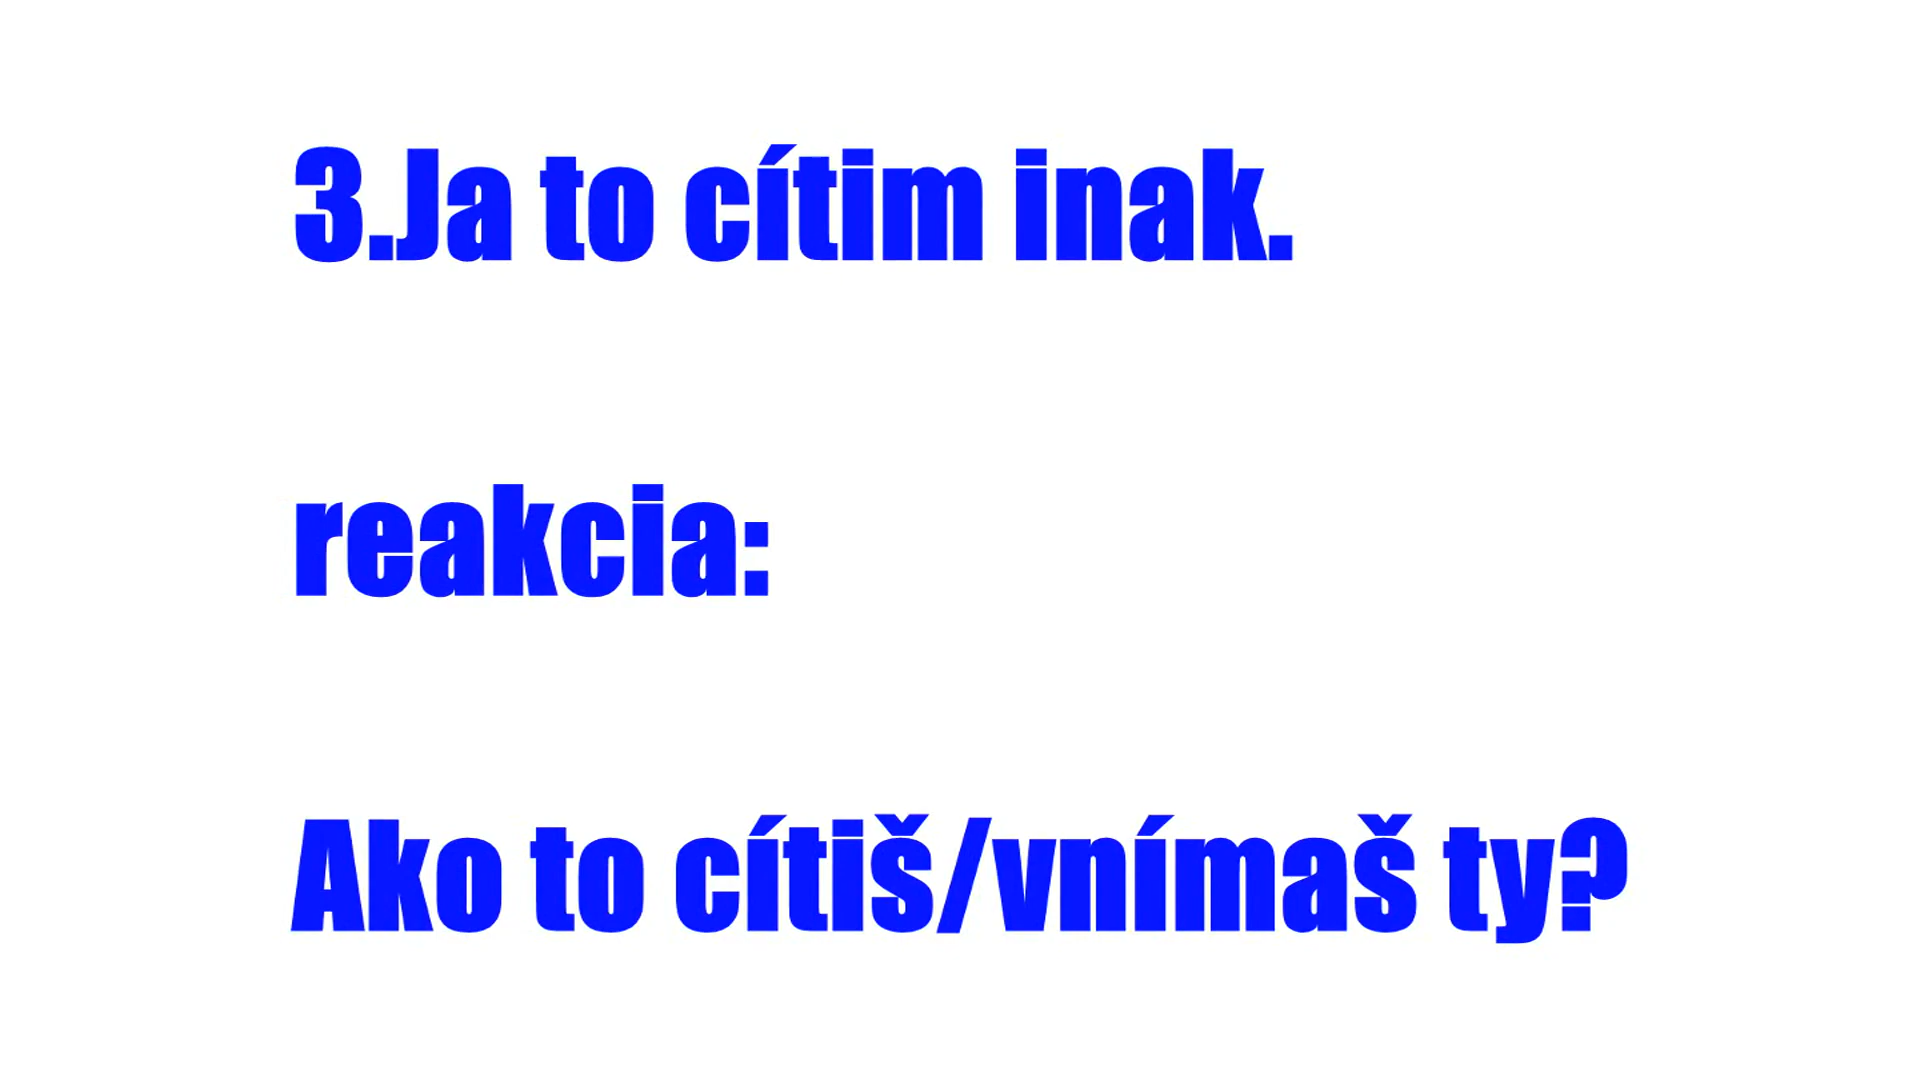 3.Ja to cítim inak.
reakcia:
Ako to cítiš/vnímaš ty?